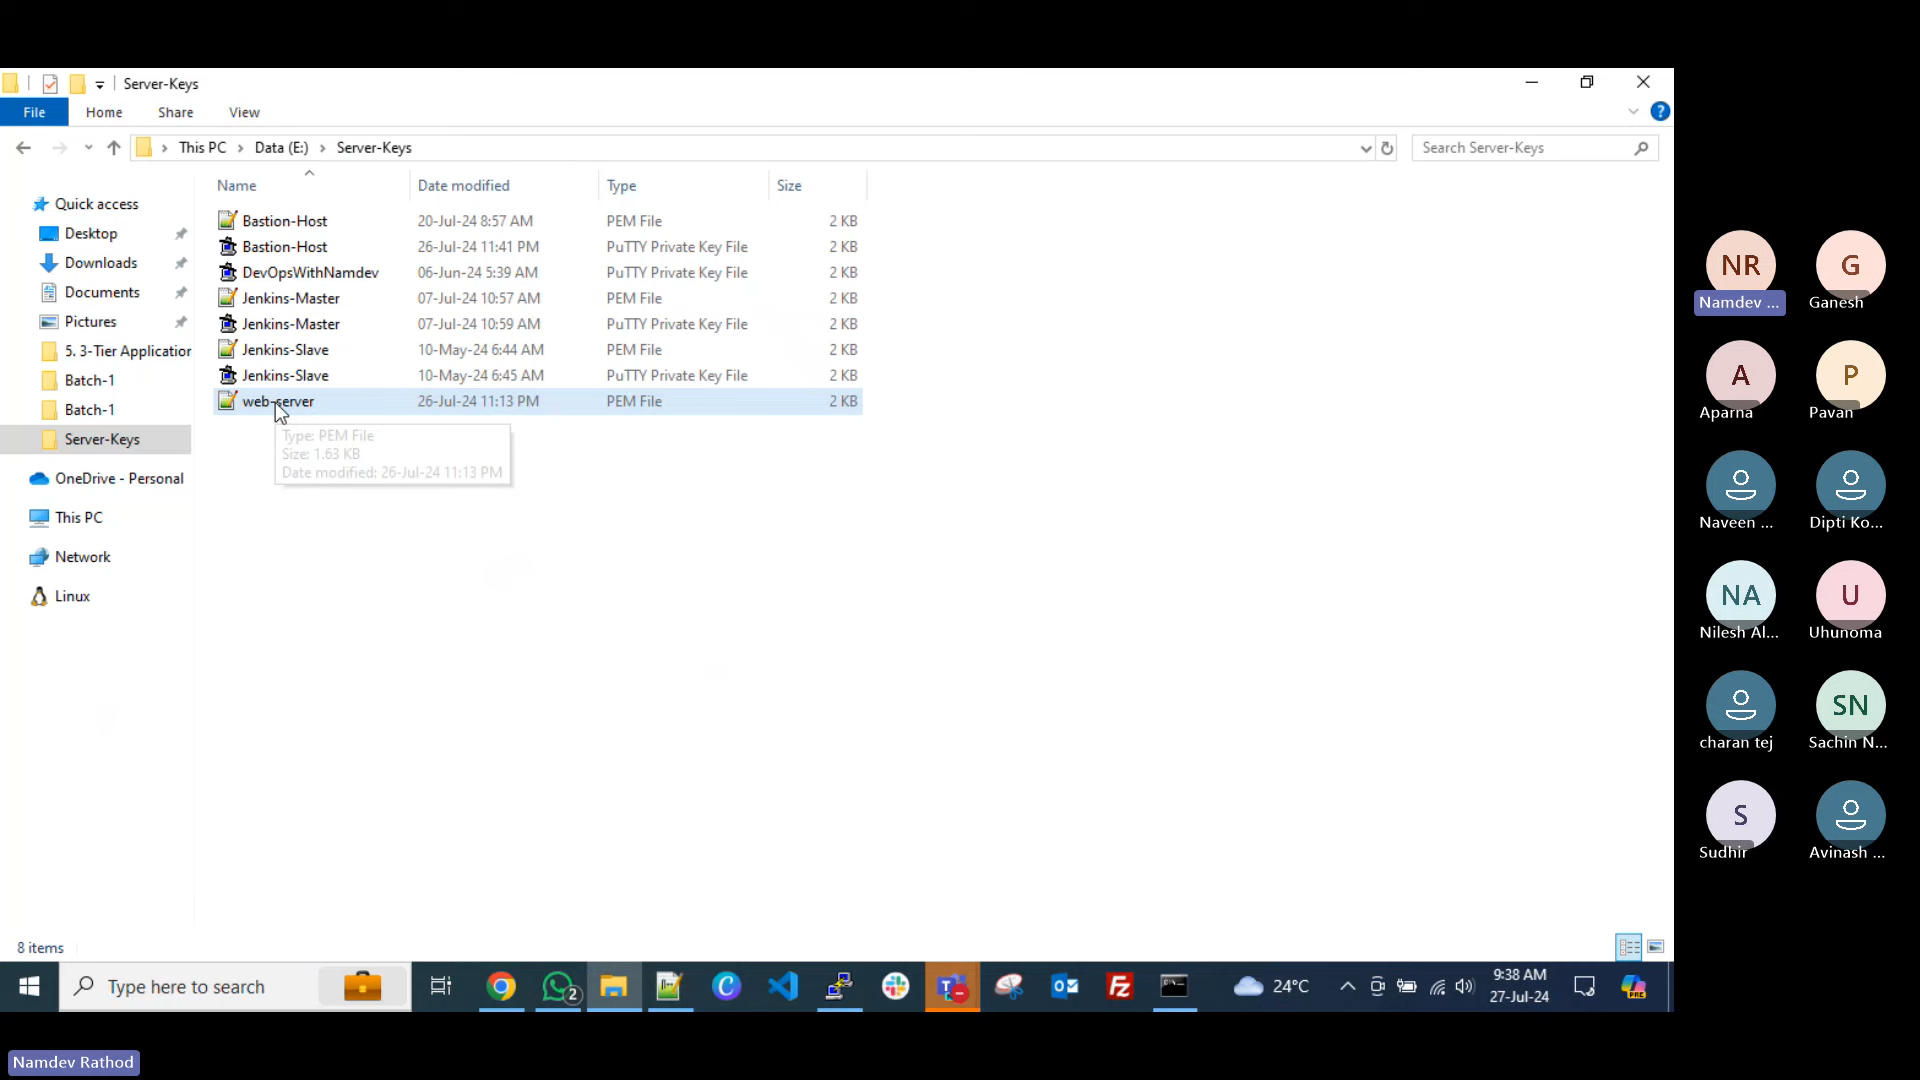 Server-Keys
File Home Share View
This PC Data (E:) Server-Keys
Search Server-Keys
Name Date modified Type Size
Bastion-Host 20-Jul-24 8:57 AM PEM File 2 KB
Bastion-Host 26-Jul-24 11:41 PM PuTTY Private Key File 2 KB
DevOpsWithNamdev 06-Jun-24 5:39 AM PuTTY Private Key File 2 KB
Jenkins-Master 07-Jul-24 10:57 AM PEM File 2 KB
Jenkins-Master 07-Jul-24 10:59 AM PuTTY Private Key File 2 KB
Jenkins-Slave 10-May-24 6:44 AM PEM File 2 KB
Jenkins-Slave 10-May-24 6:45 AM PuTTY Private Key File 2 KB
web-server 26-Jul-24 11:13 PM PEM File 2 KB
Type: PEM File
Size: 1.63 KB
Date modified: 26-Jul-24 11:13 PM
Quick access
Desktop
Downloads
Documents
Pictures
5. 3-Tier Application
Batch-1
Batch-1
Server-Keys
OneDrive - Personal
This PC
Network
Linux
8 items
Type here to search
2
24°C
9:38 AM
27-Jul-24
PRE
NR
Namdev ...
G
Ganesh
A
Aparna
P
Pavan
Naveen ...
Dipti Ko...
NA
Nilesh Al...
U
Uhunoma
charan tej
SN
Sachin N...
S
Sudhir
Avinash ...
Namdev Rathod